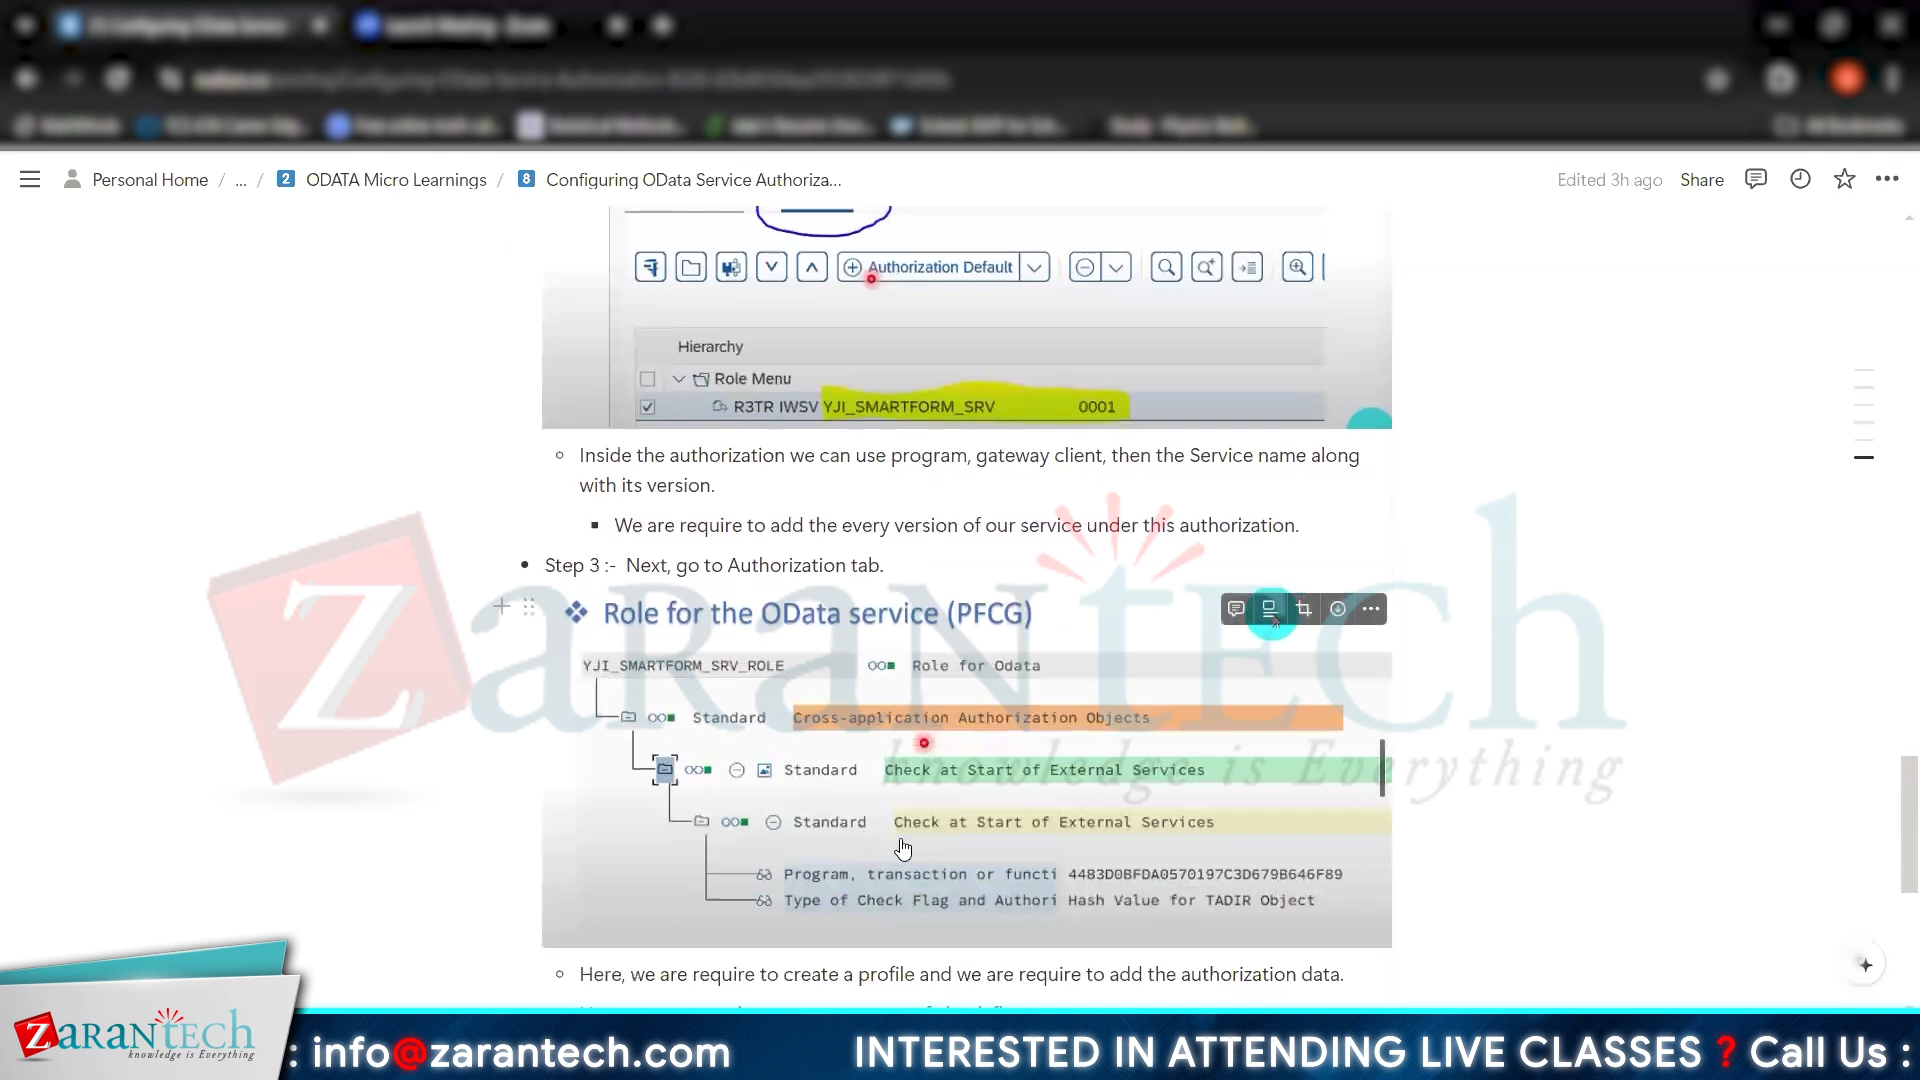 Personal Home / ... / 2 ODATA Micro Learnings / 8 Configuring OData Service Authoriza...
Edited 3h ago Share
Authorization Default
Hierarchy
Role Menu
R3TR IWSV YJI_SMARTFORM_SRV 0001
Inside the authorization we can use program, gateway client, then the Service name along
with its version.
We are require to add the every version of our service under this authorization.
Step 3 :- Next, go to Authorization tab.
Role for the OData service (PFCG)
YJI_SMARTFORM_SRV_ROLE Role for Odata
Standard Cross-application Authorization Objects
Standard Check at Start of External Services
Standard Check at Start of External Services
Program, transaction or functi 4483D0BFDA0570197C3D679B646F89
Type of Check Flag and Authori Hash Value for TADIR Object
Here, we are require to create a profile and we are require to add the authorization data.
ZaranTech
knowledge is Everything
ZaranTech
knowledge is Everything
: info@zarantech.com INTERESTED IN ATTENDING LIVE CLASSES ? Call Us :